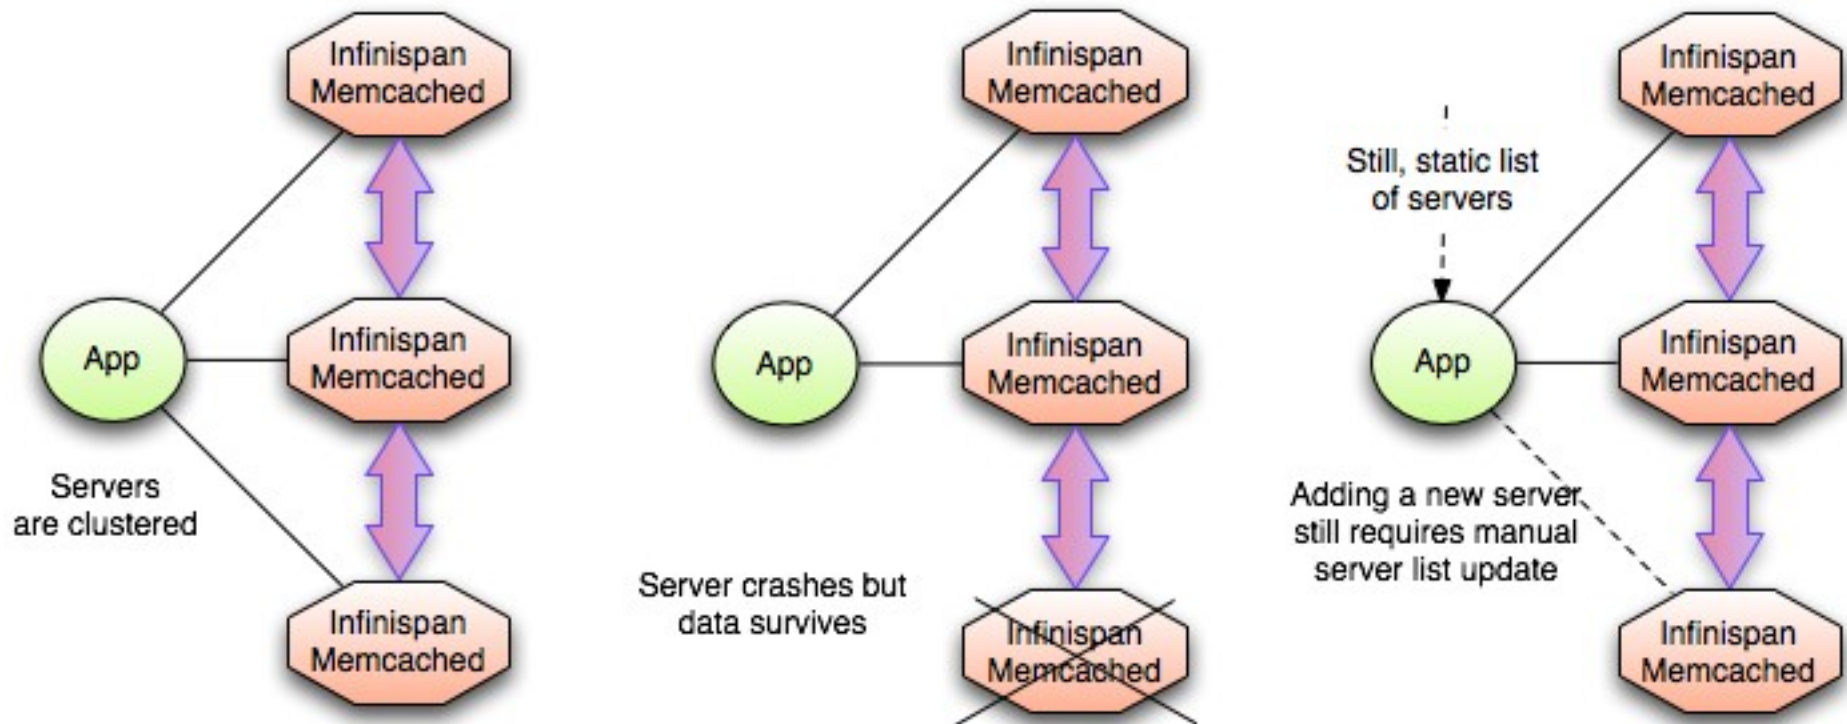 Infinispan
Memcached
App
Infinispan
Memcached
Servers
are clustered
Infinispan
Memcached
Infinispan
Memcached
App
Infinispan
Memcached
Server crashes but
data survives
Infinispan
Memcached
Infinispan
Memcached
Still, static list
of servers
App
Infinispan
Memcached
Adding a new server
still requires manual
server list update
Infinispan
Memcached